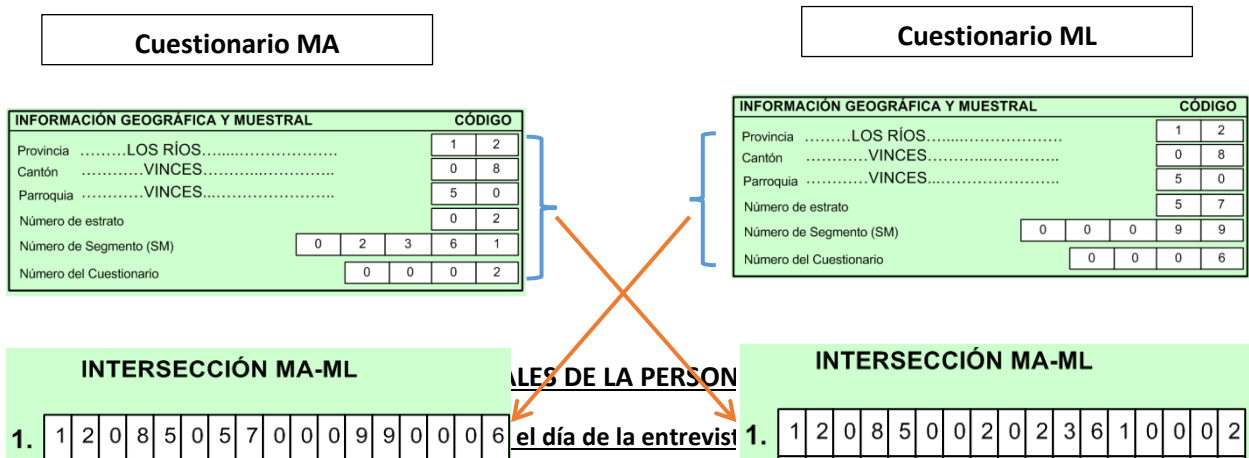 Cuestionario MA
INFORMACIÓN GEOGRÁFICA Y MUESTRAL CÓDIGO
Provincia ………LOS RÍOS…....………………… 1 2
Cantón …………VINCES………………………….. 0 8
Parroquia …………VINCES...…………………….. 5 0
Número de estrato 0 2
Número de Segmento (SM) 0 2 3 6 1
Número del Cuestionario 0 0 0 2
INTERSECCIÓN MA-ML
1. 1 2 0 8 5 0 5 7 0 0 0 9 9 0 0 0 6
Cuestionario ML
INFORMACIÓN GEOGRÁFICA Y MUESTRAL CÓDIGO
Provincia ………LOS RÍOS…....………………… 1 2
Cantón …………VINCES………………………….. 0 8
Parroquia …………VINCES...…………………….. 5 0
Número de estrato 5 7
Número de Segmento (SM) 0 0 0 9 9
Número del Cuestionario 0 0 0 6
INTERSECCIÓN MA-ML
1. 1 2 0 8 5 0 0 2 0 2 3 6 1 0 0 0 2
ALES DE LA PERSON
el día de la entrevist